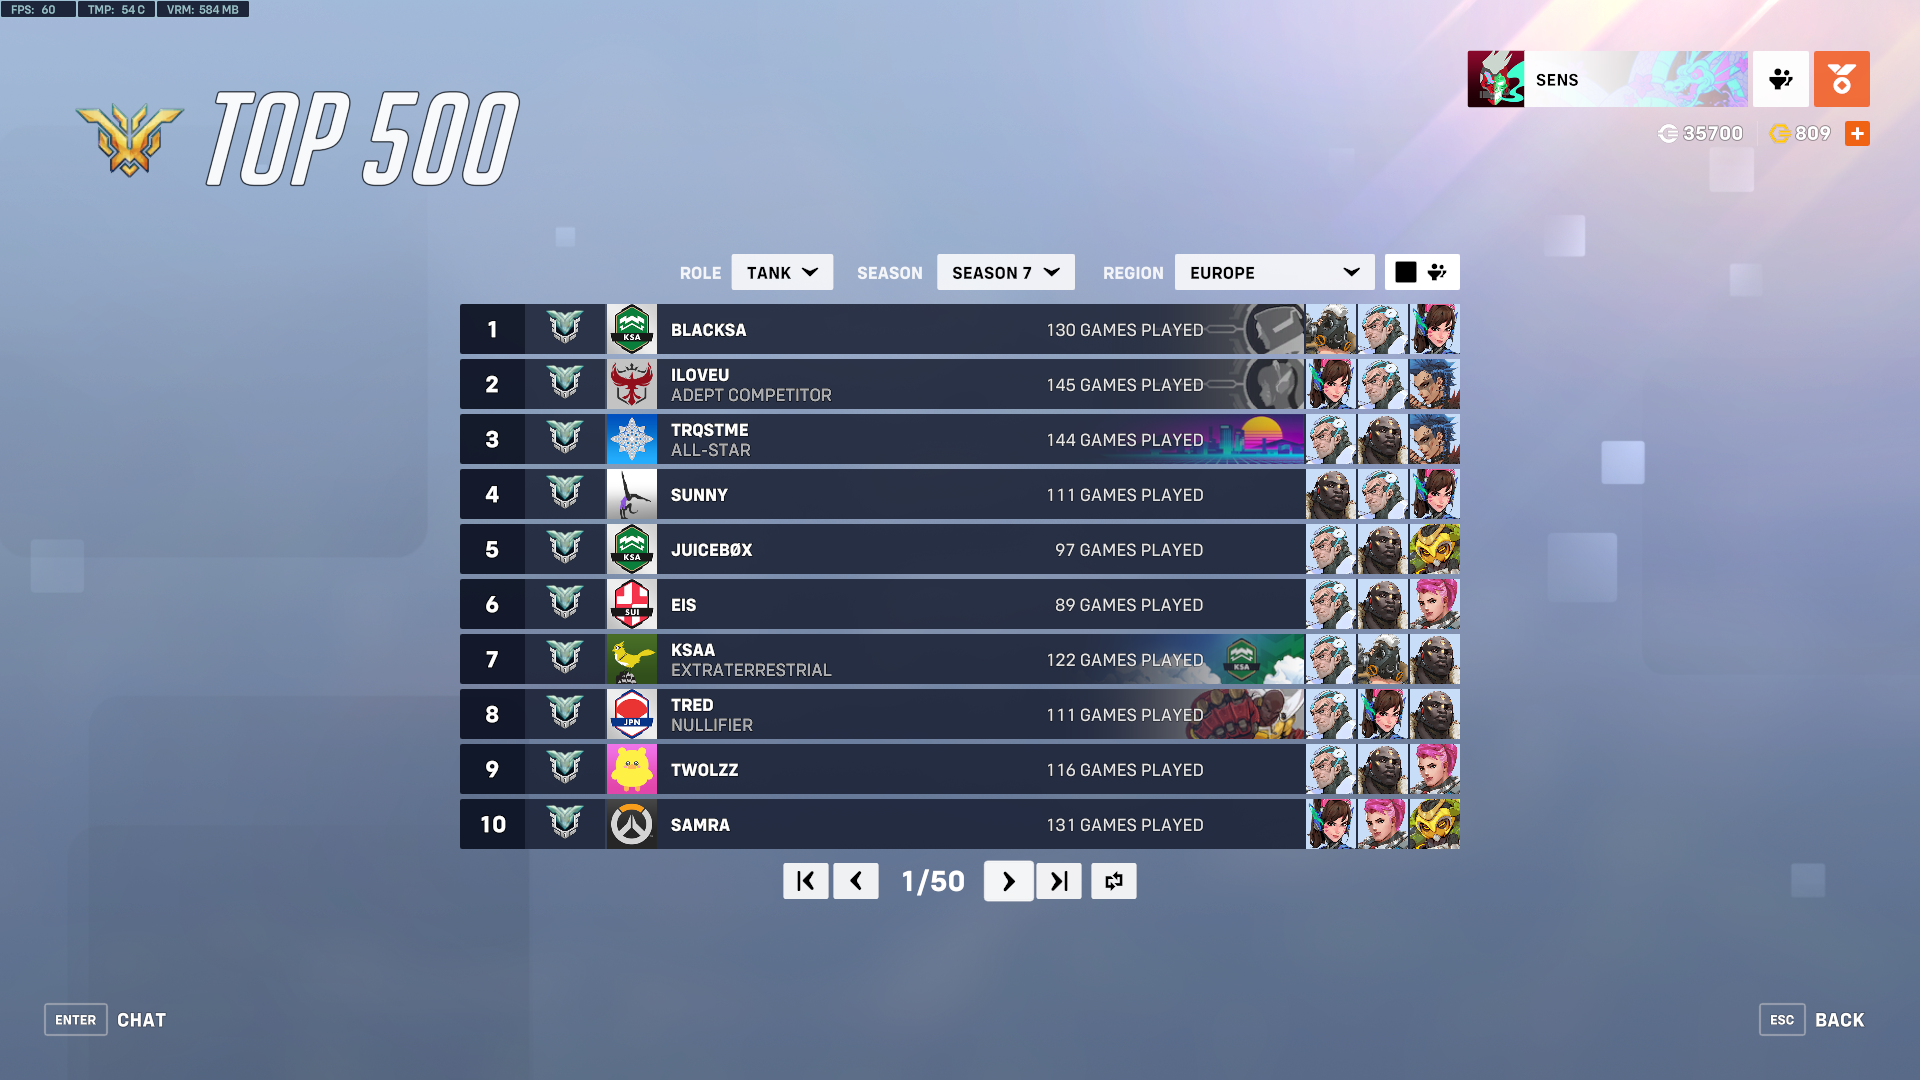 FPS: 60 TMP: 54 C VRM: 584 MB
SENS
TOP 500
35700 809
ROLE TANK SEASON SEASON 7 REGION EUROPE
1 KSA BLACKSA 130 GAMES PLAYED
2 ILOVEU ADEPT COMPETITOR 145 GAMES PLAYED
3 TRQSTME ALL-STAR 144 GAMES PLAYED
4 SUNNY 111 GAMES PLAYED
5 KSA JUICEBØX 97 GAMES PLAYED
6 SUI EIS 89 GAMES PLAYED
7 KSAA EXTRATERRESTRIAL 122 GAMES PLAYED KSA
8 JPN TRED NULLIFIER 111 GAMES PLAYED
9 TWOLZZ 116 GAMES PLAYED
10 SAMRA 131 GAMES PLAYED
1/50
ENTER CHAT
ESC BACK